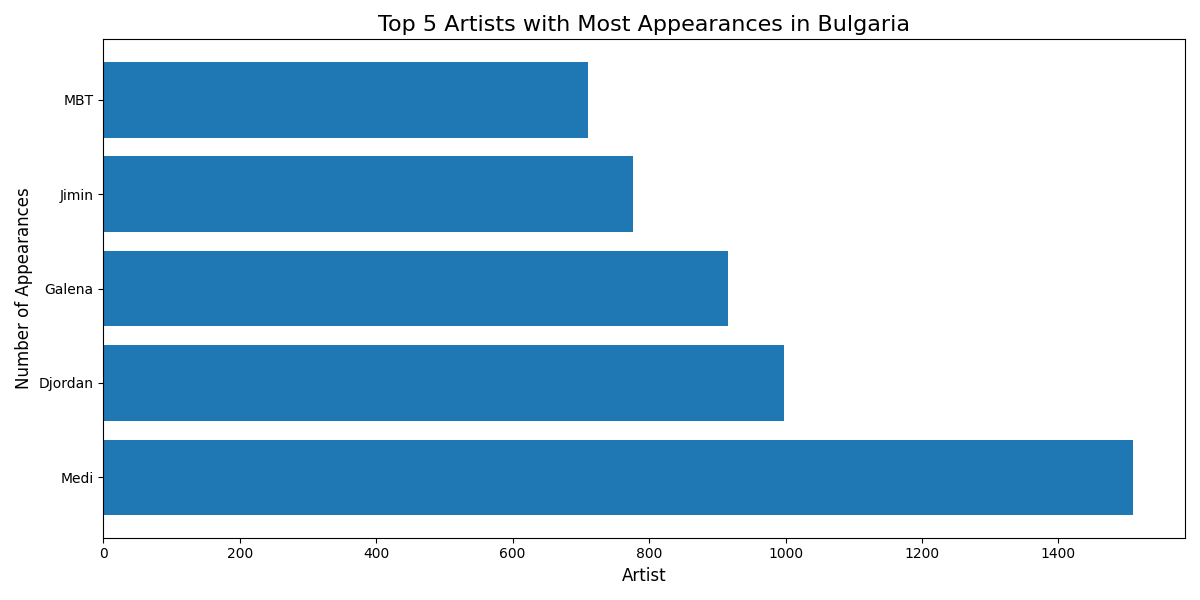 Top 5 Artists with Most Appearances in Bulgaria
Number of Appearances
MBT
Jimin
Galena
Djordan
Medi
0 200 400 600 800 1000 1200 1400
Artist